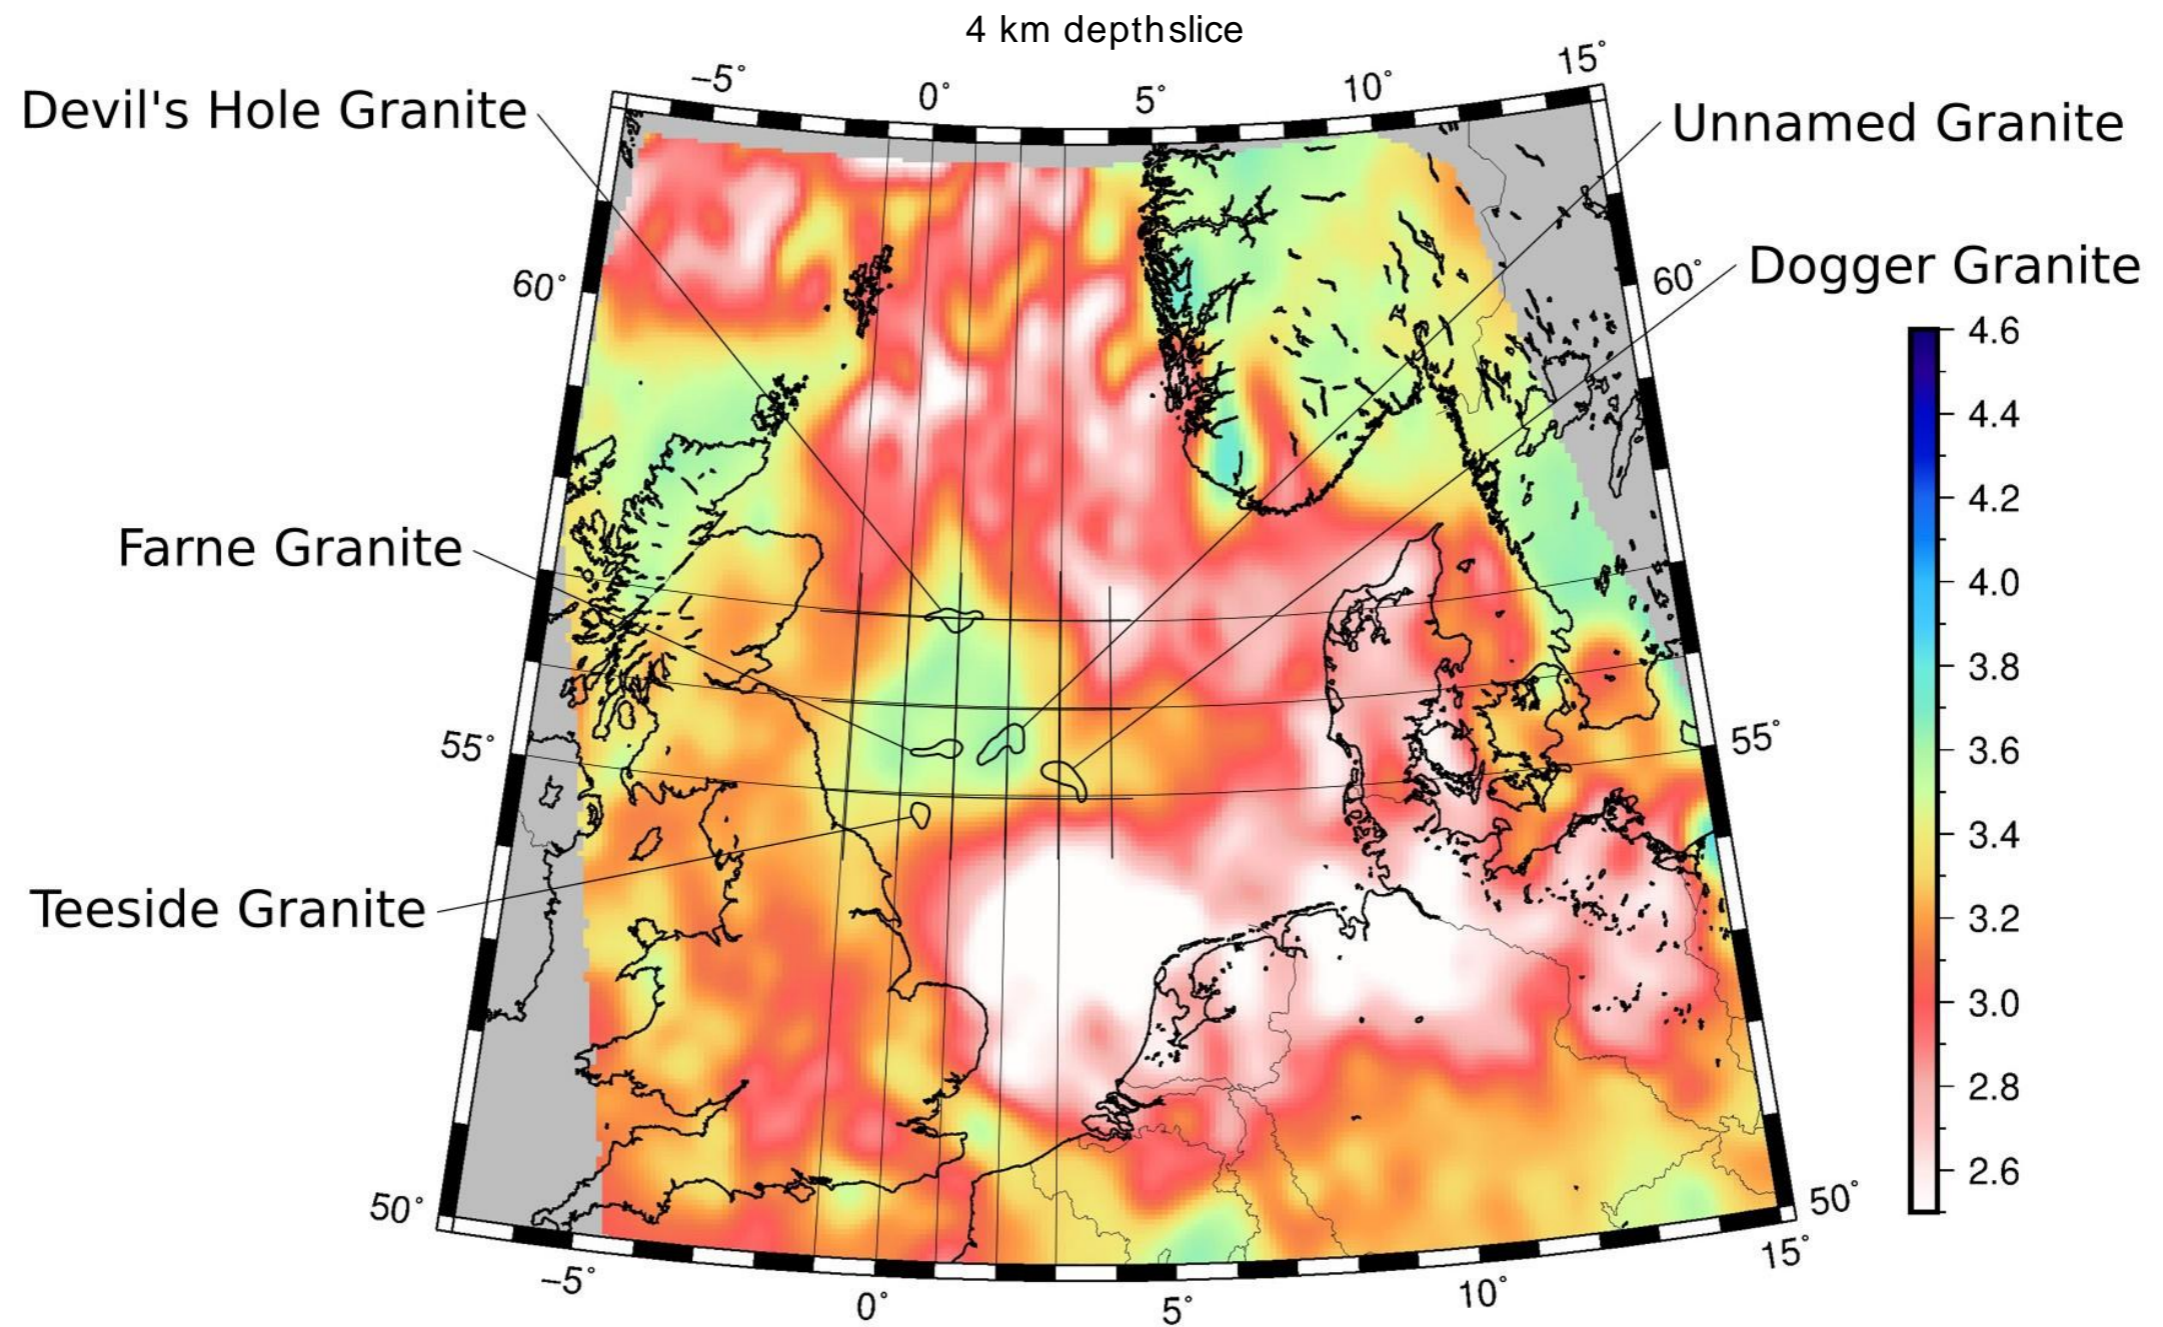 4 km depthslice
−5° 0° 5° 10° 15°
Devil's Hole Granite
Unnamed Granite
Dogger Granite
60°
60°
4.6
4.4
4.2
4.0
3.8
3.6
3.4
3.2
3.0
2.8
2.6
Farne Granite
55°
55°
Teeside Granite
50°
50°
−5° 0° 5° 10° 15°